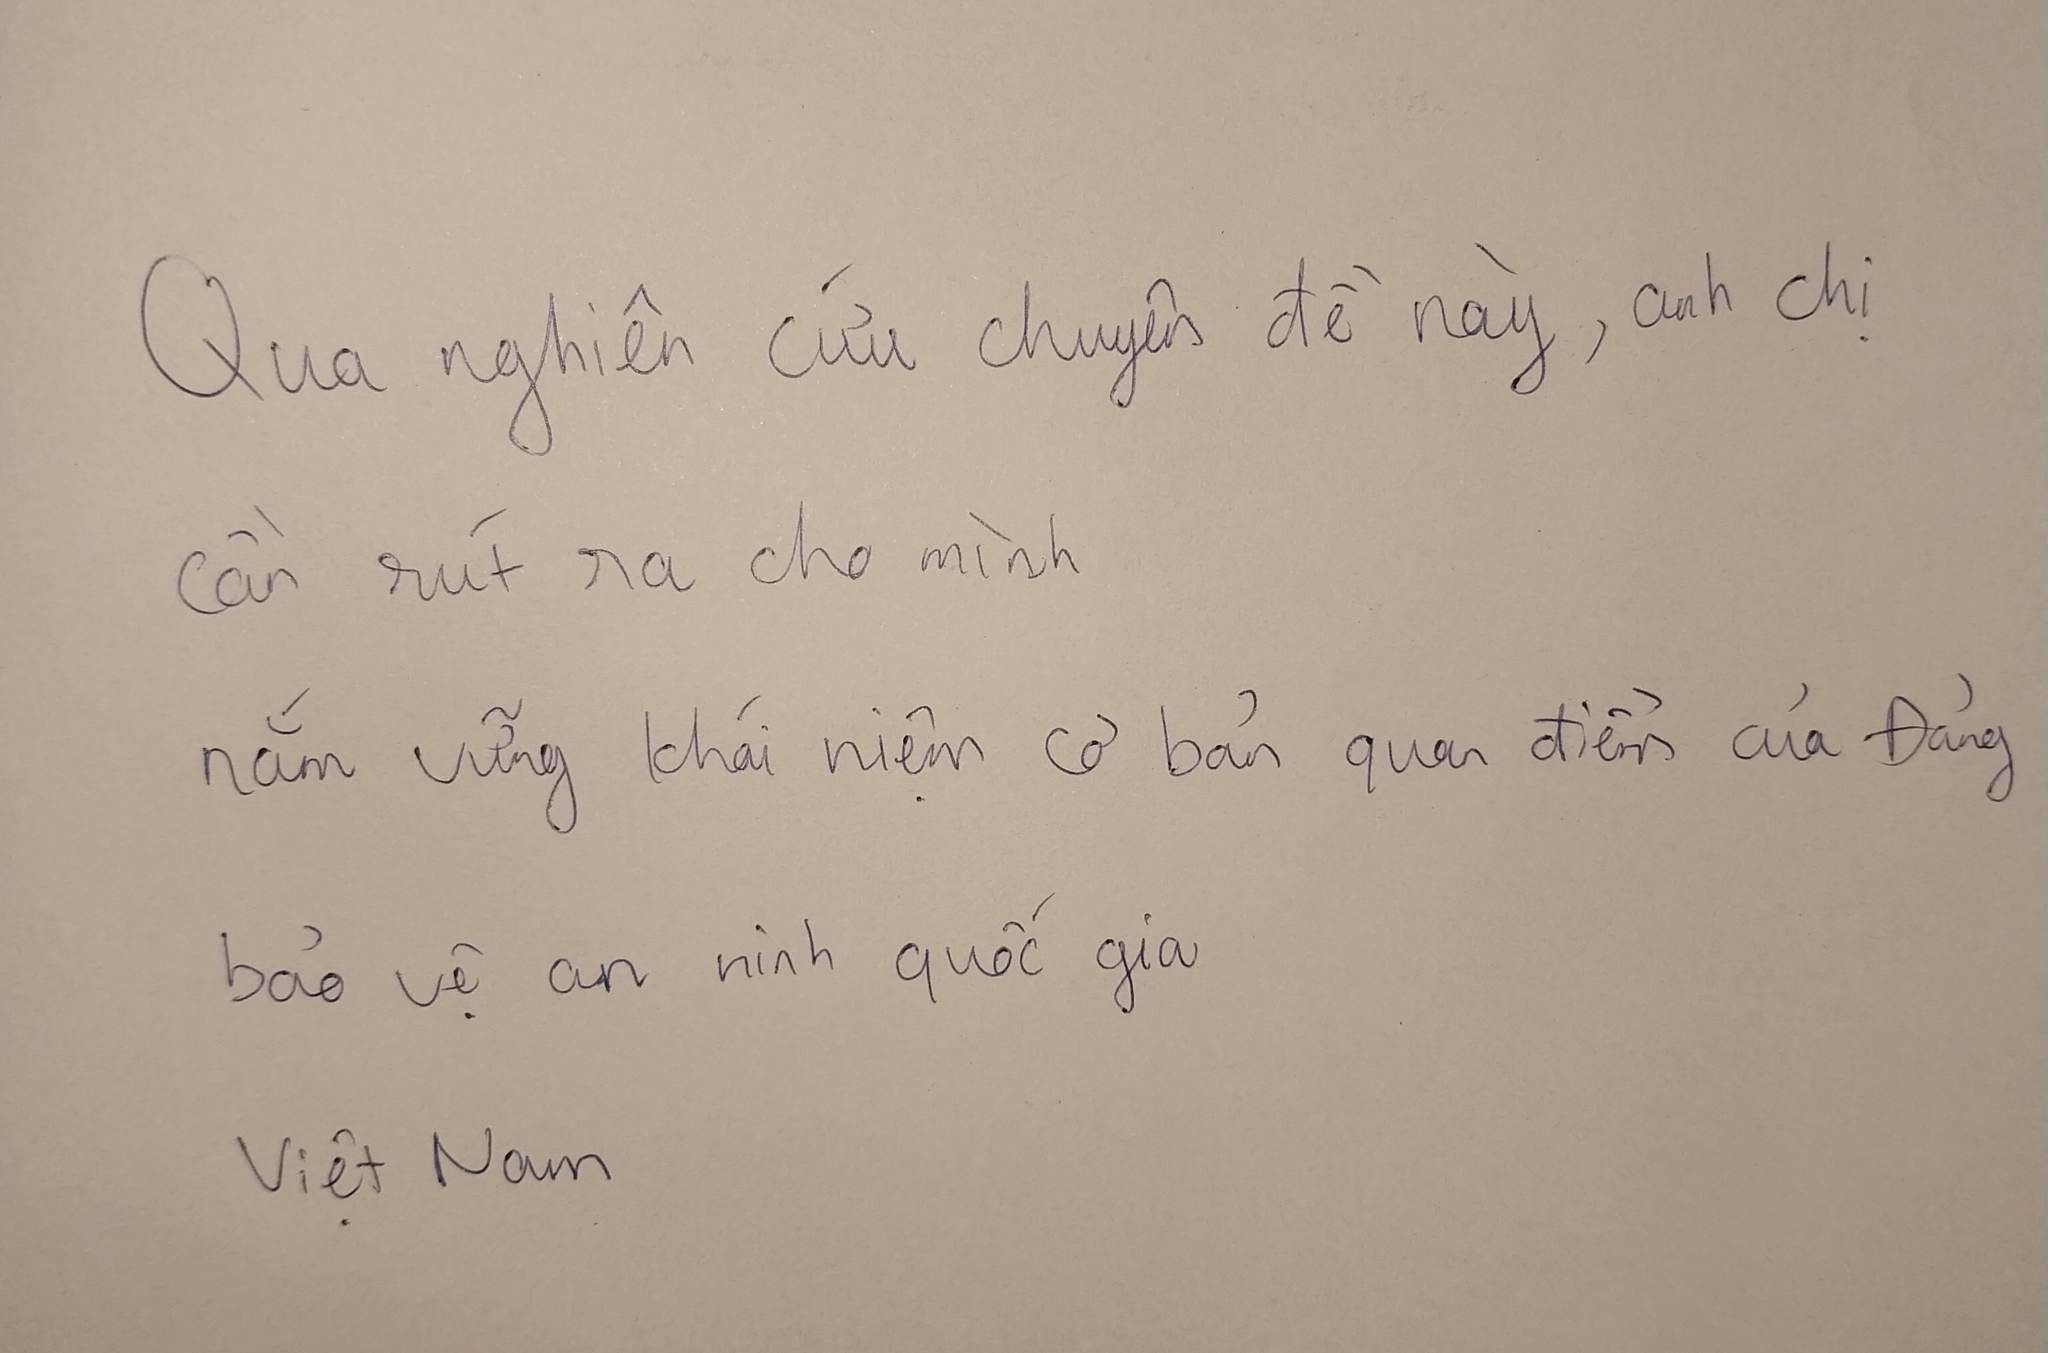 Qua nghiên cứu chuyên đề này, anh chị
cần rút ra cho mình
nắm vững khái niệm cơ bản quan điểm của Đảng
bảo vệ an ninh quốc gia
Việt Nam